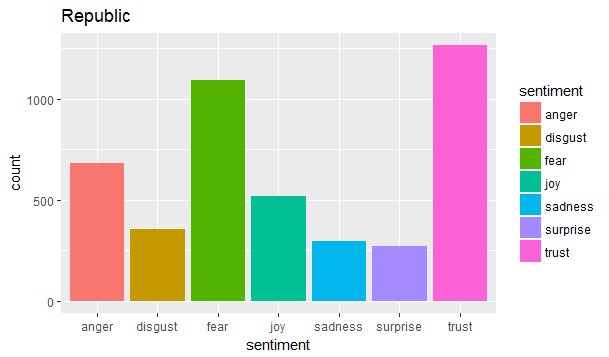 Republic
count
1000
500
0
anger disgust fear joy sadness surprise trust
sentiment
sentiment
anger
disgust
fear
joy
sadness
surprise
trust